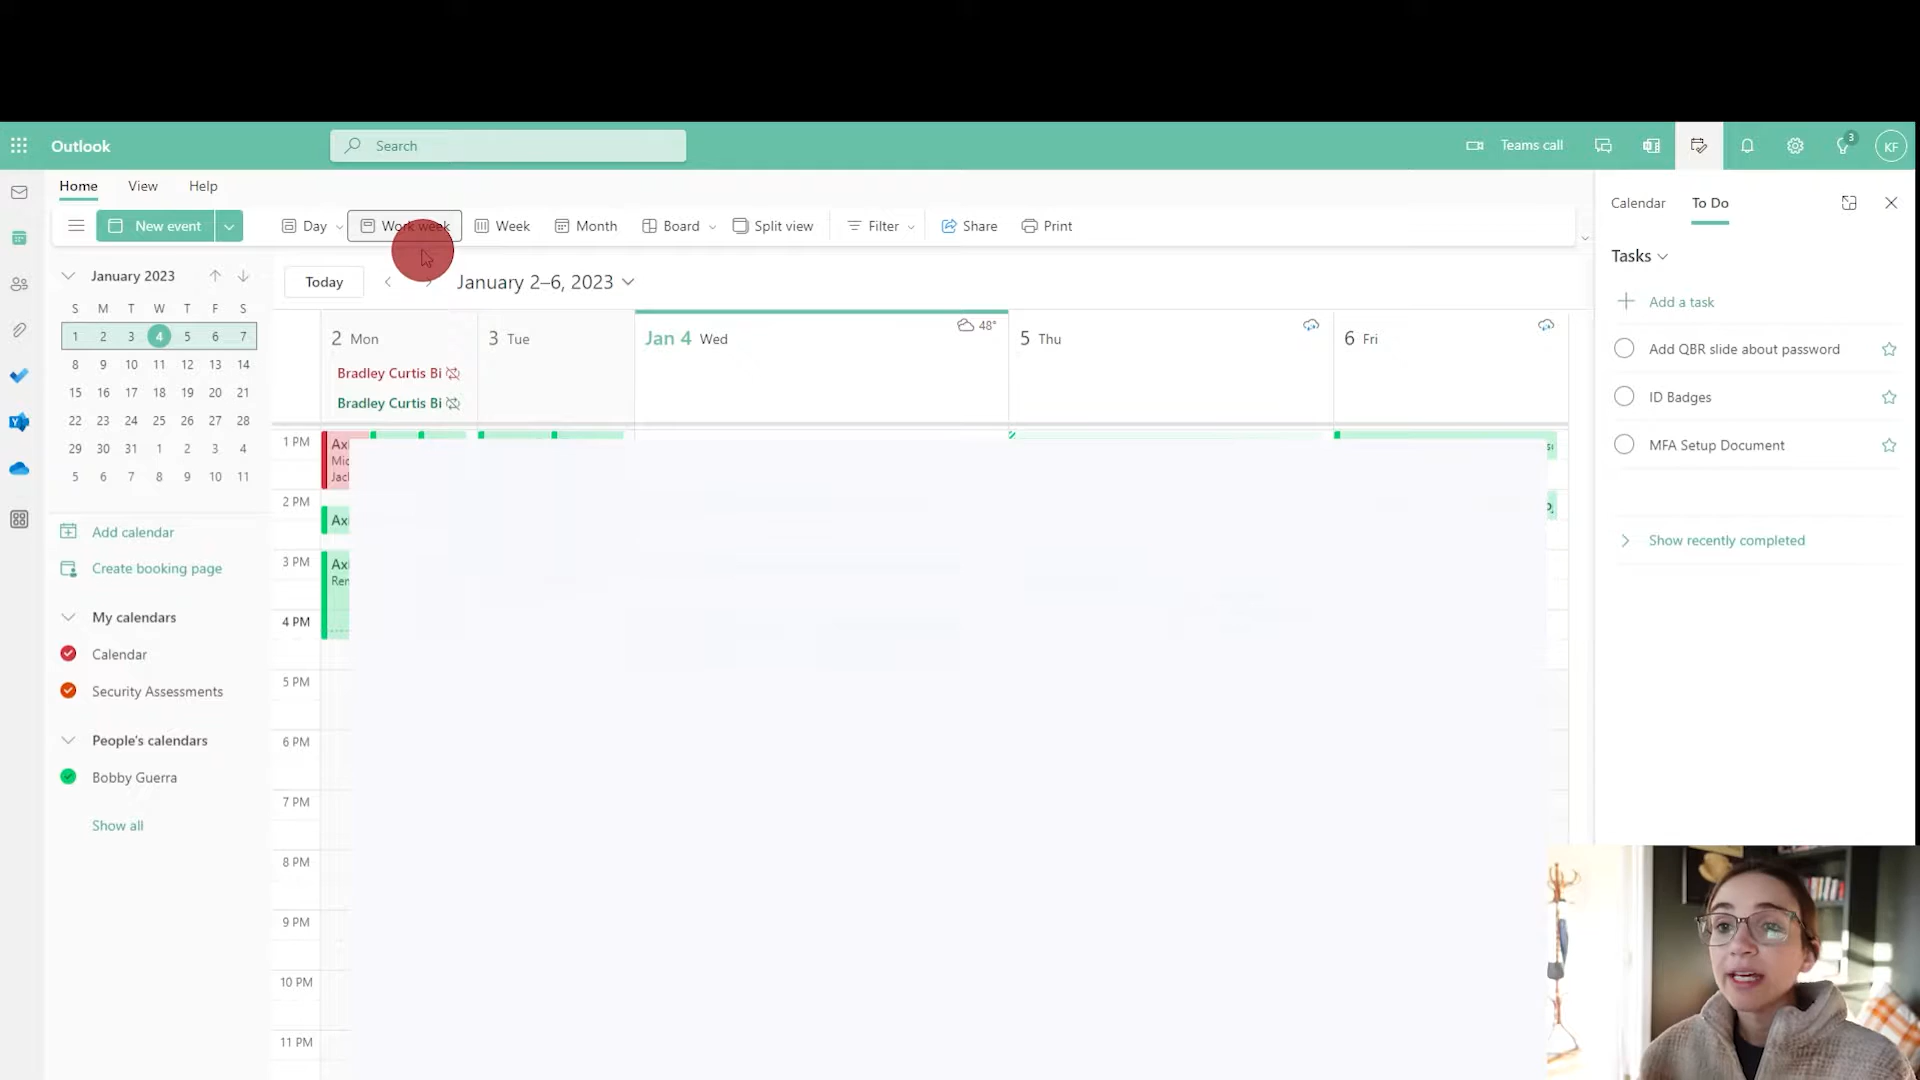 Outlook
Search
Teams call
3
KF
Home View Help
New event
Day Work week Week Month Board Split view Filter Share Print
January 2023
S M T W T F S
1 2 3 4 5 6 7
8 9 10 11 12 13 14
15 16 17 18 19 20 21
22 23 24 25 26 27 28
29 30 31 1 2 3 4
5 6 7 8 9 10 11
Add calendar
Create booking page
My calendars
Calendar
Security Assessments
People's calendars
Bobby Guerra
Show all
Today January 2–6, 2023
2 Mon
3 Tue
Jan 4 Wed
48°
5 Thu
6 Fri
Bradley Curtis Bi
Bradley Curtis Bi
1 PM
Axi
Mic
Jac
2 PM
Axi
3 PM
Axi
Ren
4 PM
5 PM
6 PM
7 PM
8 PM
9 PM
10 PM
11 PM
Calendar To Do
Tasks
Add a task
Add QBR slide about password
ID Badges
MFA Setup Document
Show recently completed